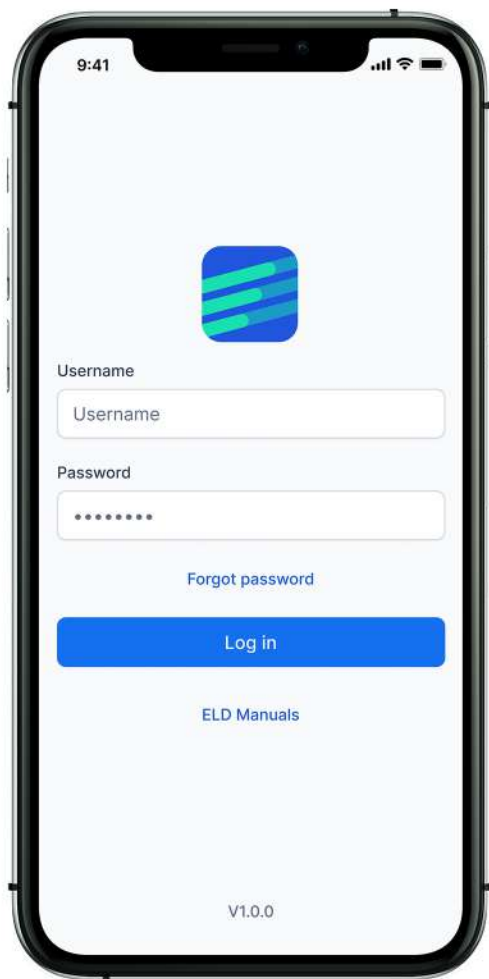 9:41
Username
Username
Password
••••••••
Forgot password
Log in
ELD Manuals
V1.0.0